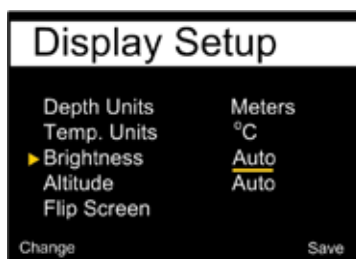 Display Setup
Depth Units Meters
Temp. Units °C
Brightness Auto
Altitude Auto
Flip Screen
Change Save